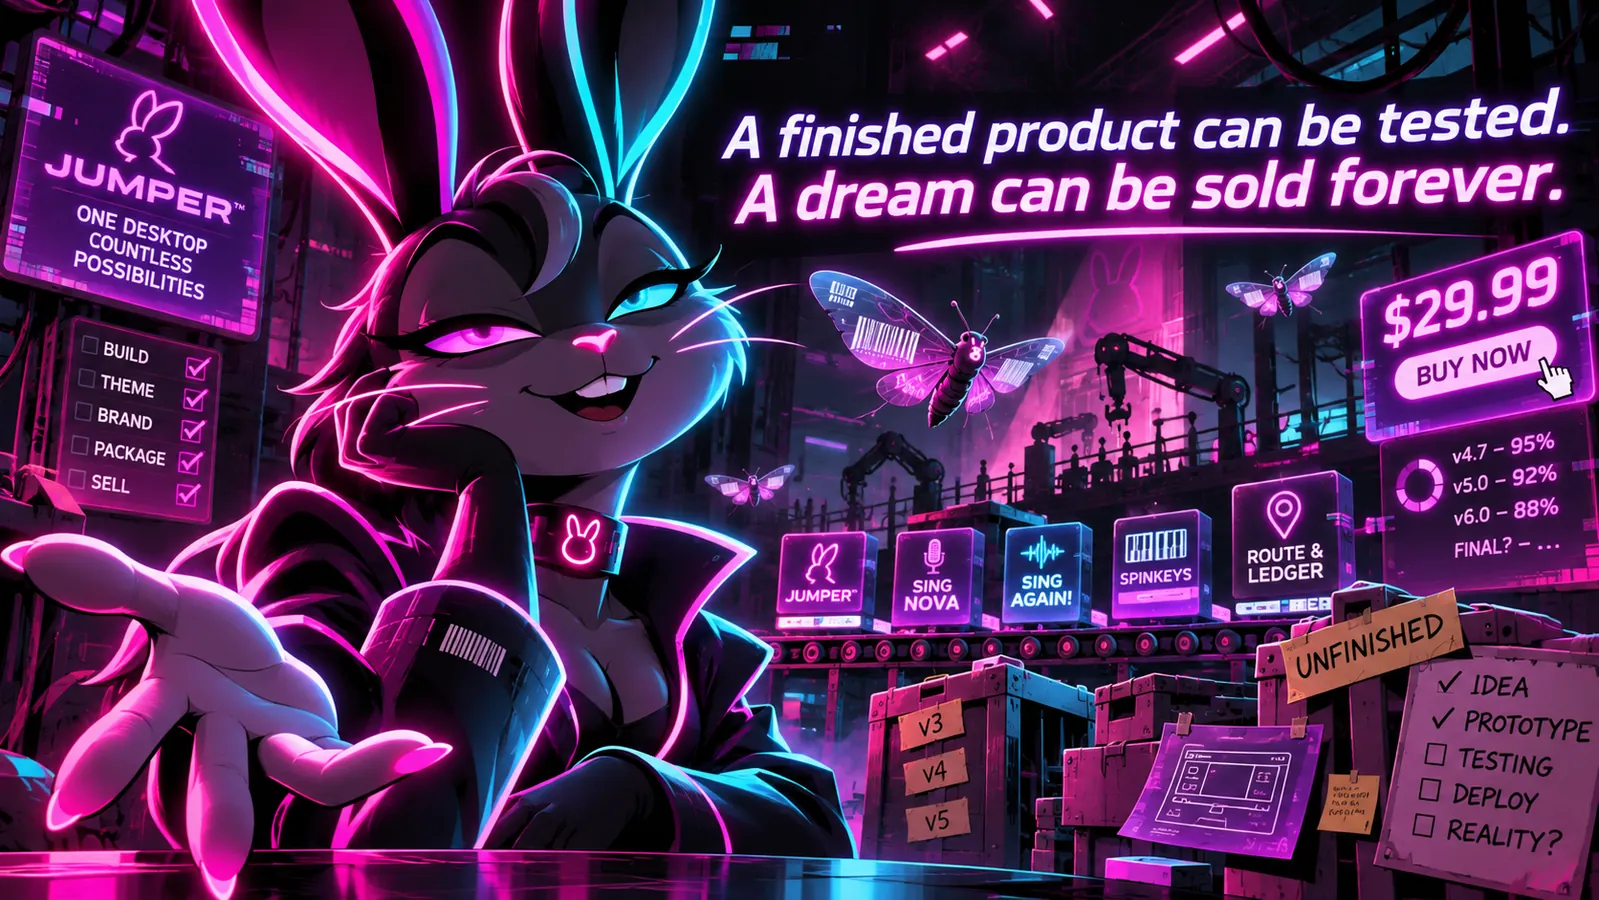 A finished product can be tested.
A dream can be sold forever.
JUMPER™
ONE DESKTOP
COUNTLESS
POSSIBILITIES
BUILD
THEME
BRAND
PACKAGE
SELL
$29.99
BUY NOW
v4.7 – 95%
v5.0 – 92%
v6.0 – 88%
FINAL? – ...
JUMPER™
SING
NOVA
SING
AGAIN!
SPINKEYS
ROUTE &
LEDGER
v3
v4
v5
UNFINISHED
IDEA
PROTOTYPE
TESTING
DEPLOY
REALITY?